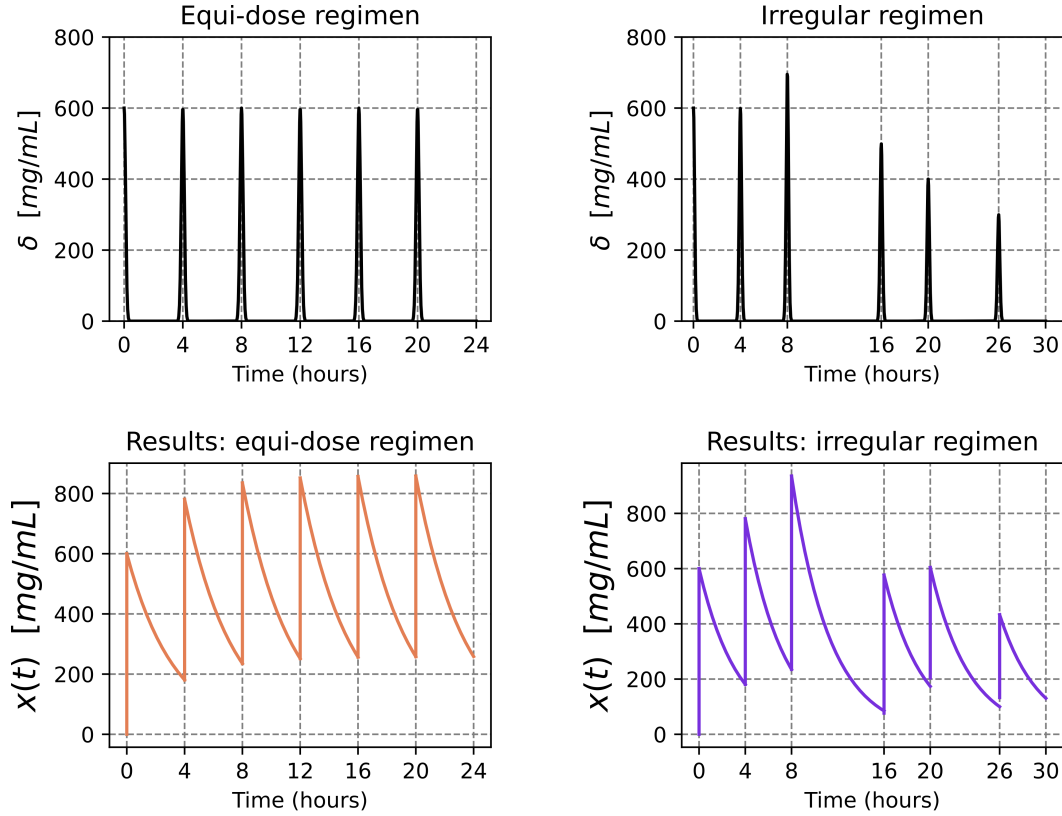 Equi-dose regimen
800
600
400
200
0
δ [mg/mL]
0 4 8 12 16 20 24
Time (hours)
Irregular regimen
800
600
400
200
0
δ [mg/mL]
0 4 8 16 20 26 30
Time (hours)
Results: equi-dose regimen
800
600
400
200
0
x(t) [mg/mL]
0 4 8 12 16 20 24
Time (hours)
Results: irregular regimen
800
600
400
200
0
x(t) [mg/mL]
0 4 8 16 20 26 30
Time (hours)